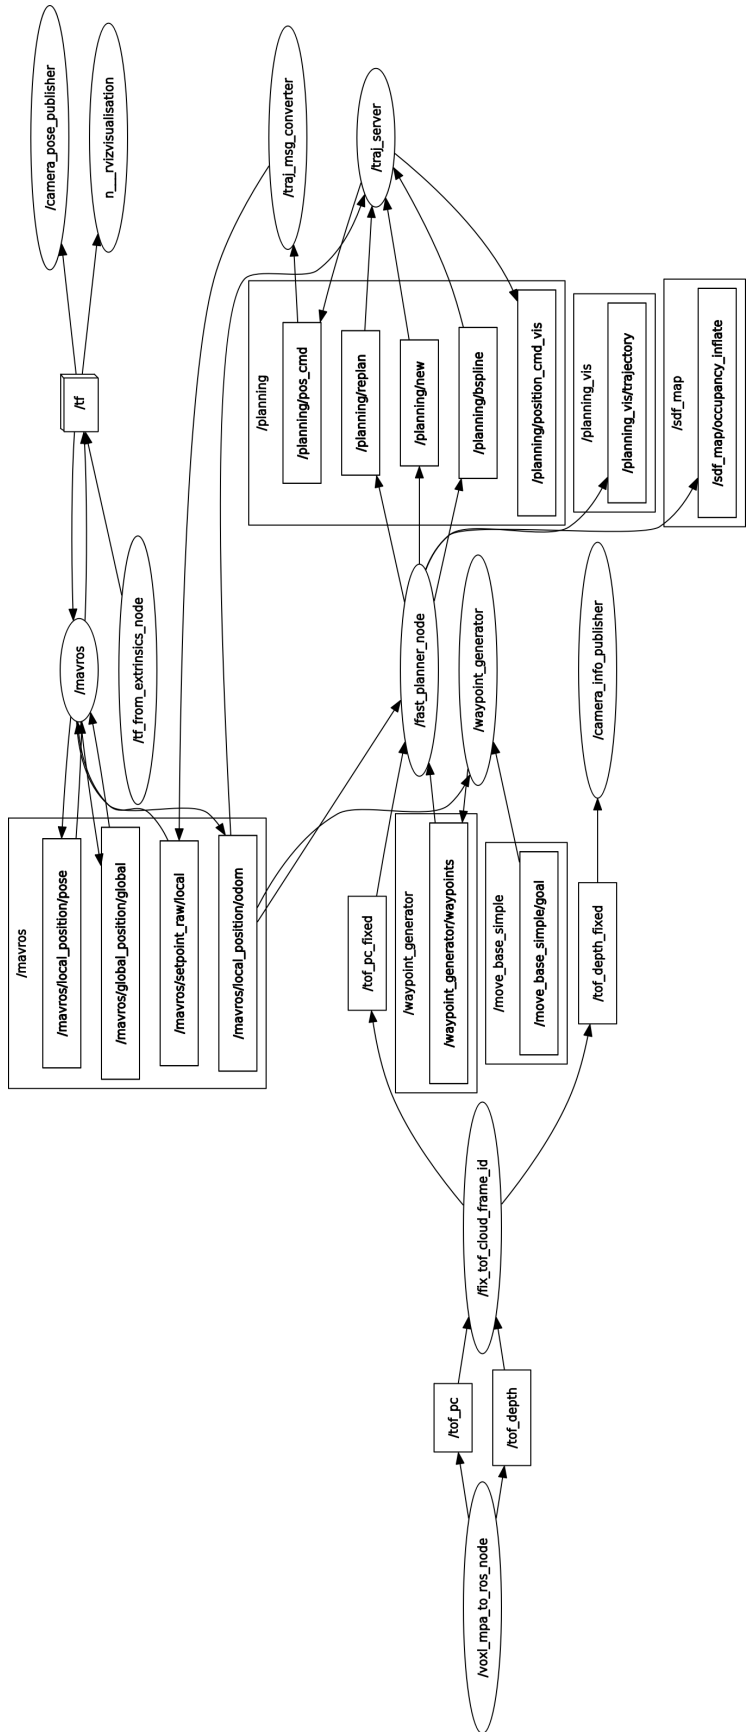 /voxl_mpa_to_ros_node
/tof_pc
/tof_depth
/fix_tof_cloud_frame_id
/mavros
/mavros/local_position/pose
/mavros/global_position/global
/mavros/setpoint_raw/local
/mavros/local_position/odom
/tof_pc_fixed
/waypoint_generator
/waypoint_generator/waypoints
/move_base_simple
/move_base_simple/goal
/tof_depth_fixed
/mavros
/tf_from_extrinsics_node
/fast_planner_node
/waypoint_generator
/camera_info_publisher
/tf
/planning
/planning/pos_cmd
/planning/replan
/planning/new
/planning/bspline
/planning/position_cmd_vis
/planning_vis
/planning_vis/trajectory
/sdf_map
/sdf_map/occupancy_inflate
/camera_pose_publisher
n__rvizvisualisation
/traj_msg_converter
/traj_server